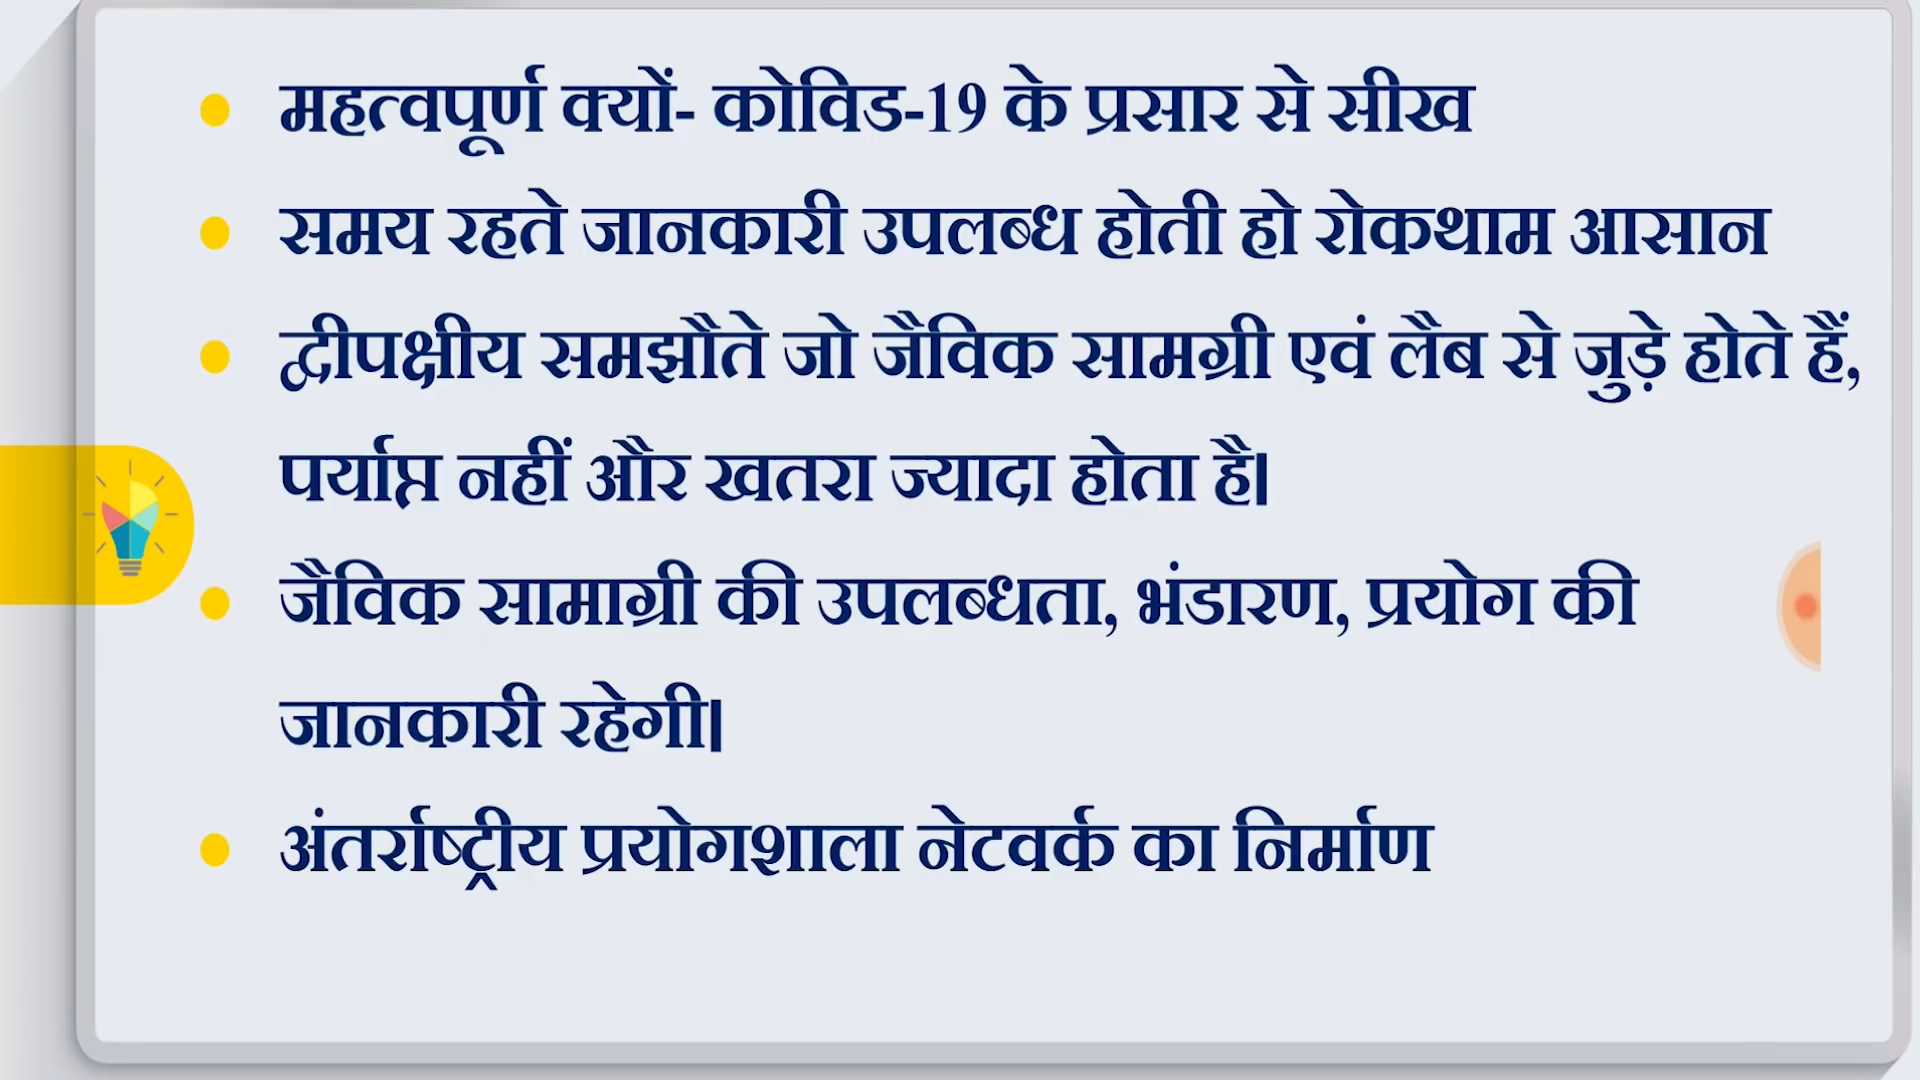 महत्वपूर्ण क्यों- कोविड-19 के प्रसार से सीख
समय रहते जानकारी उपलब्ध होती हो रोकथाम आसान
द्वीपक्षीय समझौते जो जैविक सामग्री एवं लैब से जुड़े होते हैं,
पर्याप्त नहीं और खतरा ज्यादा होता है।
जैविक सामाग्री की उपलब्धता, भंडारण, प्रयोग की
जानकारी रहेगी।
अंतर्राष्ट्रीय प्रयोगशाला नेटवर्क का निर्माण